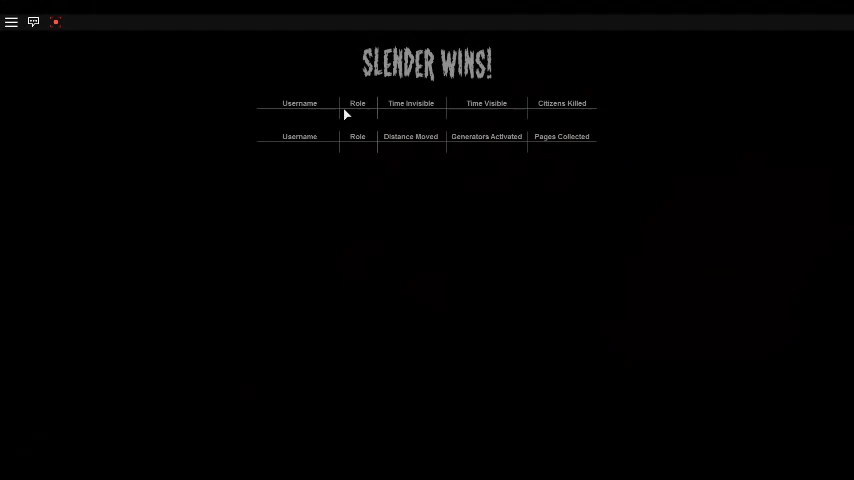 SLENDER WINS!
Username Role Time Invisible Time Visible Citizens Killed
Username Role Distance Moved Generators Activated Pages Collected